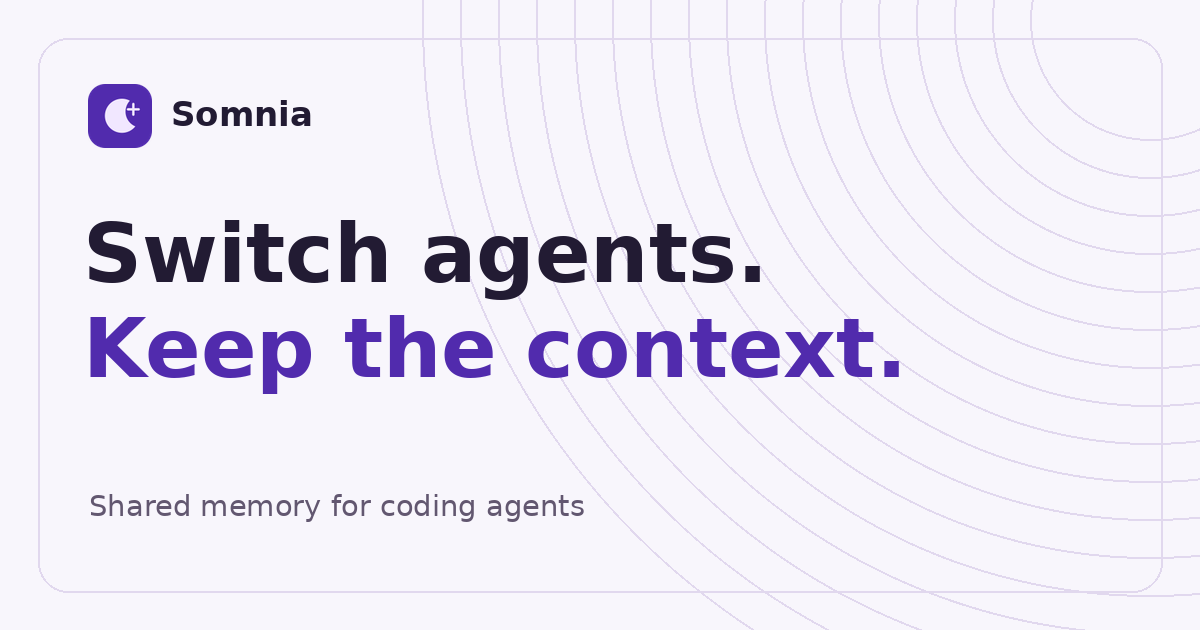 Somnia
Switch agents.
Keep the context.
Shared memory for coding agents